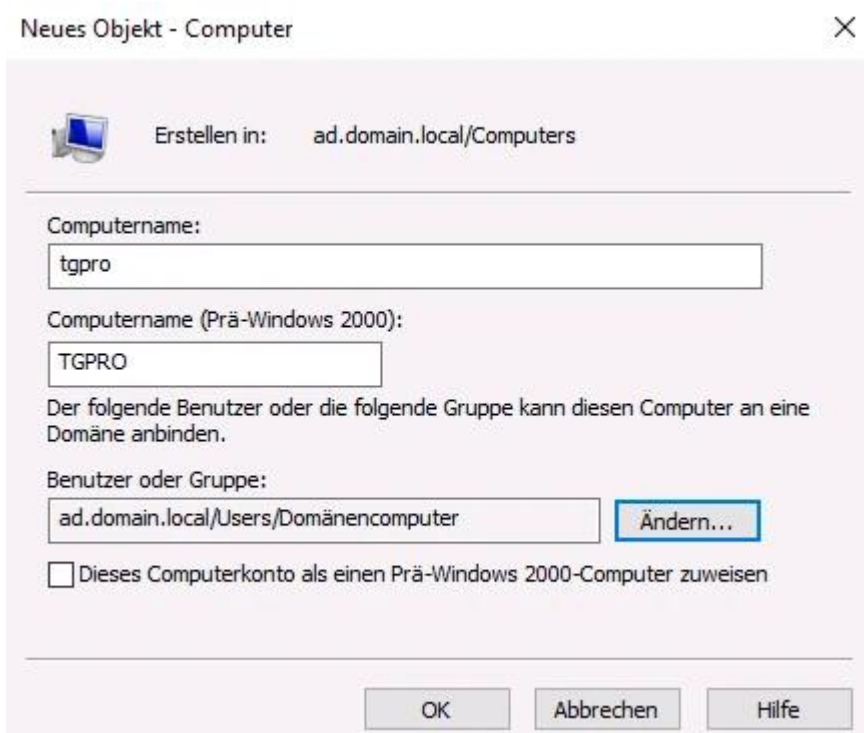 Neues Objekt - Computer
Erstellen in: ad.domain.local/Computers
Computername:
tgpro
Computername (Prä-Windows 2000):
TGPRO
Der folgende Benutzer oder die folgende Gruppe kann diesen Computer an eine
Domäne anbinden.
Benutzer oder Gruppe:
ad.domain.local/Users/Domänencomputer
Ändern...
Dieses Computerkonto als einen Prä-Windows 2000-Computer zuweisen
OK Abbrechen Hilfe